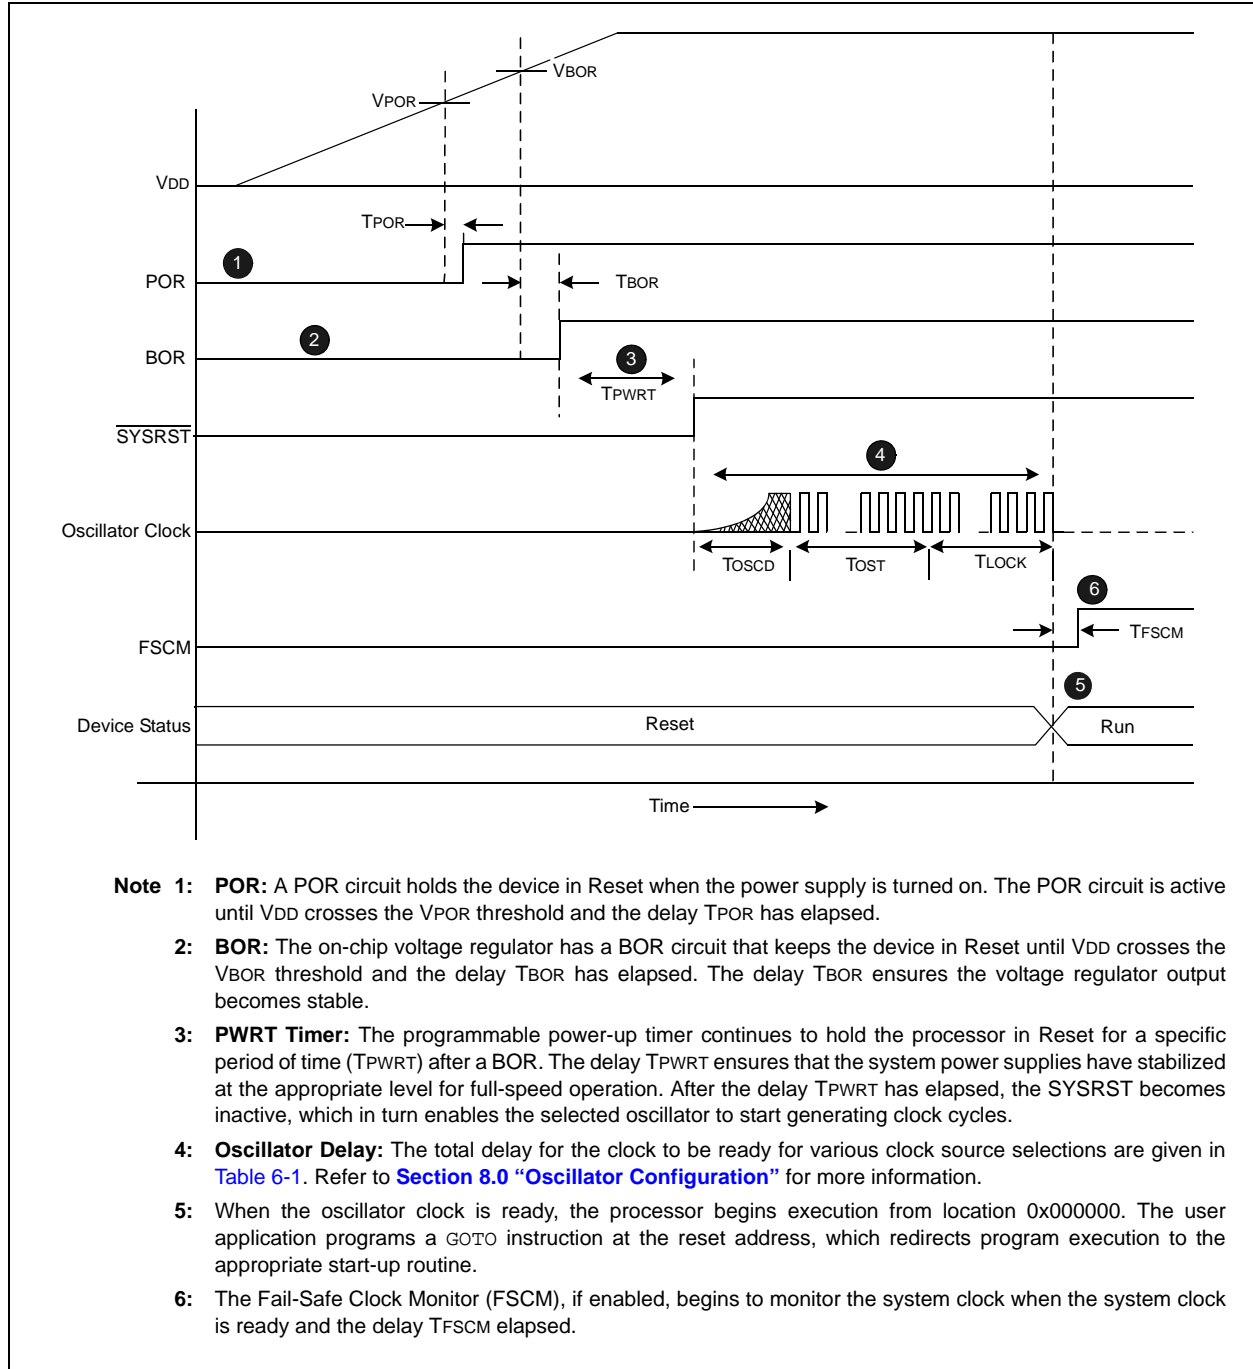 VBOR
VPOR
VDD
TPOR
1
POR
TBOR
2
BOR
3
TPWRT
SYSRST
4
Oscillator Clock
TOSCD
TOST
TLOCK
6
TFSCM
FSCM
5
Device Status
Reset
Run
Time
Note 1: POR: A POR circuit holds the device in Reset when the power supply is turned on. The POR circuit is active
until VDD crosses the VPOR threshold and the delay TPOR has elapsed.
2: BOR: The on-chip voltage regulator has a BOR circuit that keeps the device in Reset until VDD crosses the
VBOR threshold and the delay TBOR has elapsed. The delay TBOR ensures the voltage regulator output
becomes stable.
3: PWRT Timer: The programmable power-up timer continues to hold the processor in Reset for a specific
period of time (TPWRT) after a BOR. The delay TPWRT ensures that the system power supplies have stabilized
at the appropriate level for full-speed operation. After the delay TPWRT has elapsed, the SYSRST becomes
inactive, which in turn enables the selected oscillator to start generating clock cycles.
4: Oscillator Delay: The total delay for the clock to be ready for various clock source selections are given in
Table 6-1. Refer to Section 8.0 “Oscillator Configuration” for more information.
5: When the oscillator clock is ready, the processor begins execution from location 0x000000. The user
application programs a GOTO instruction at the reset address, which redirects program execution to the
appropriate start-up routine.
6: The Fail-Safe Clock Monitor (FSCM), if enabled, begins to monitor the system clock when the system clock
is ready and the delay TFSCM elapsed.